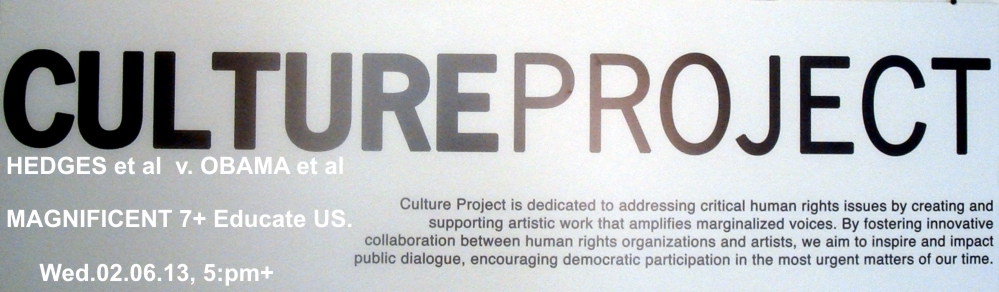 CULTUREPROJECT
HEDGES et al  v. OBAMA et al
MAGNIFICENT 7+ Educate US.
Wed.02.06.13, 5:pm+
Culture Project is dedicated to addressing critical human rights issues by creating and
supporting artistic work that amplifies marginalized voices. By fostering innovative
collaboration between human rights organizations and artists, we aim to inspire and impact
public dialogue, encouraging democratic participation in the most urgent matters of our time.